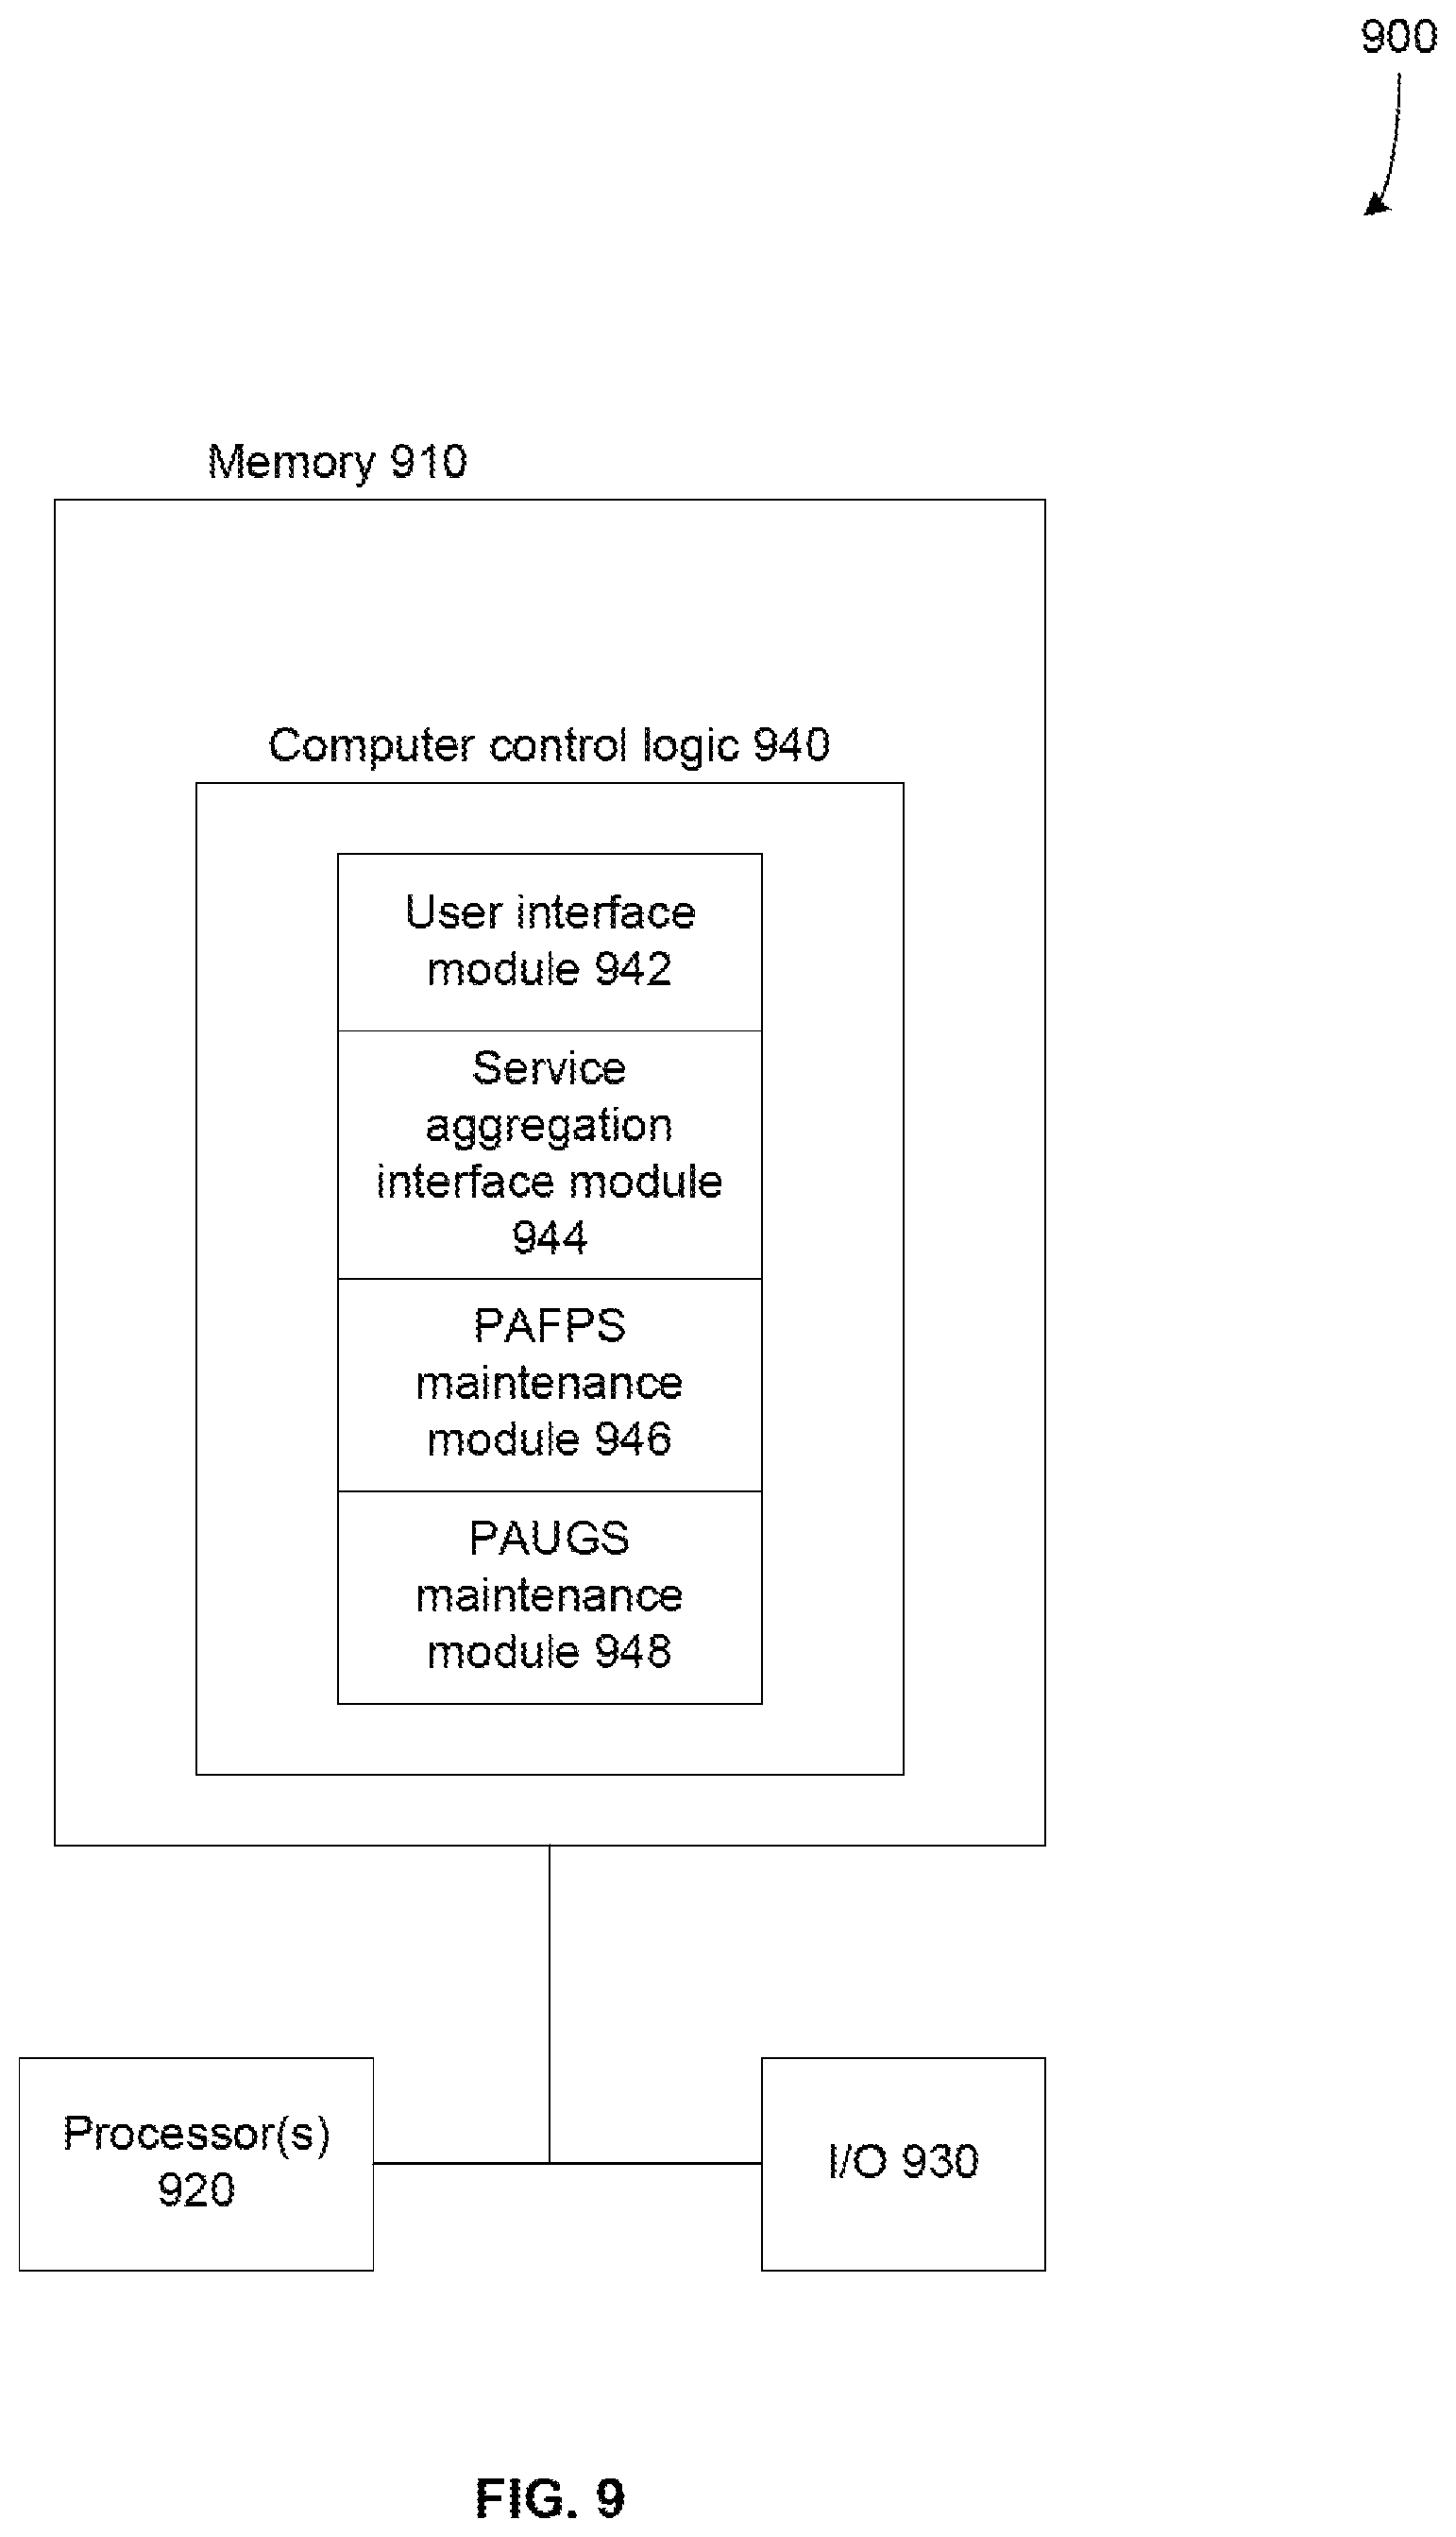 900
Memory 910
Computer control logic 940
User interface
module 942
Service
aggregation
interface module
944
PAFPS
maintenance
module 946
PAUGS
maintenance
module 948
Processor(s)
920
I/O 930
FIG. 9